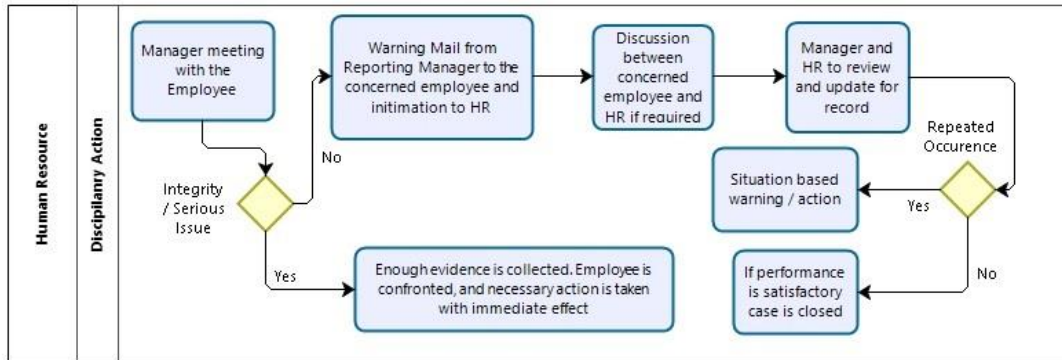 Human Resource
Discipilanry Action
Manager meeting
with the
Employee
Integrity
/ Serious
Issue
No
Yes
Warning Mail from
Reporting Manager to the
concerned employee and
initimation to HR
Discussion
between
concerned
employee and
HR if required
Manager and
HR to review
and update for
record
Repeated
Occurence
Yes
No
Situation based
warning / action
If performance
is satisfactory
case is closed
Enough evidence is collected. Employee is
confronted, and necessary action is taken
with immediate effect